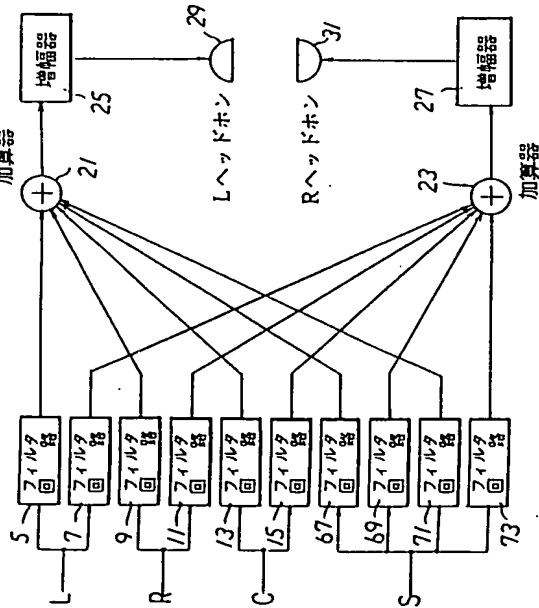 加算器
21
増幅器
25
29
Lヘッドホン
31
Rヘッドホン
増幅器
27
23
加算器
L
5
フィルタ
回路
7
フィルタ
回路
R
9
フィルタ
回路
11
フィルタ
回路
C
13
フィルタ
回路
15
フィルタ
回路
S
67
フィルタ
回路
69
フィルタ
回路
71
フィルタ
回路
73
フィルタ
回路